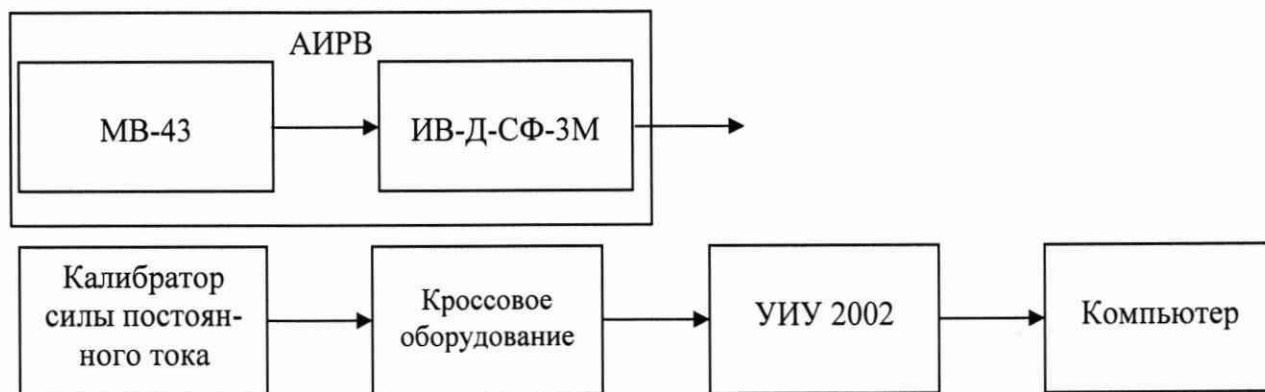 АИРВ
МВ-43
ИВ-Д-СФ-3М
Калибратор
силы постоян-
ного тока
Кроссовое
оборудование
УИУ 2002
Компьютер